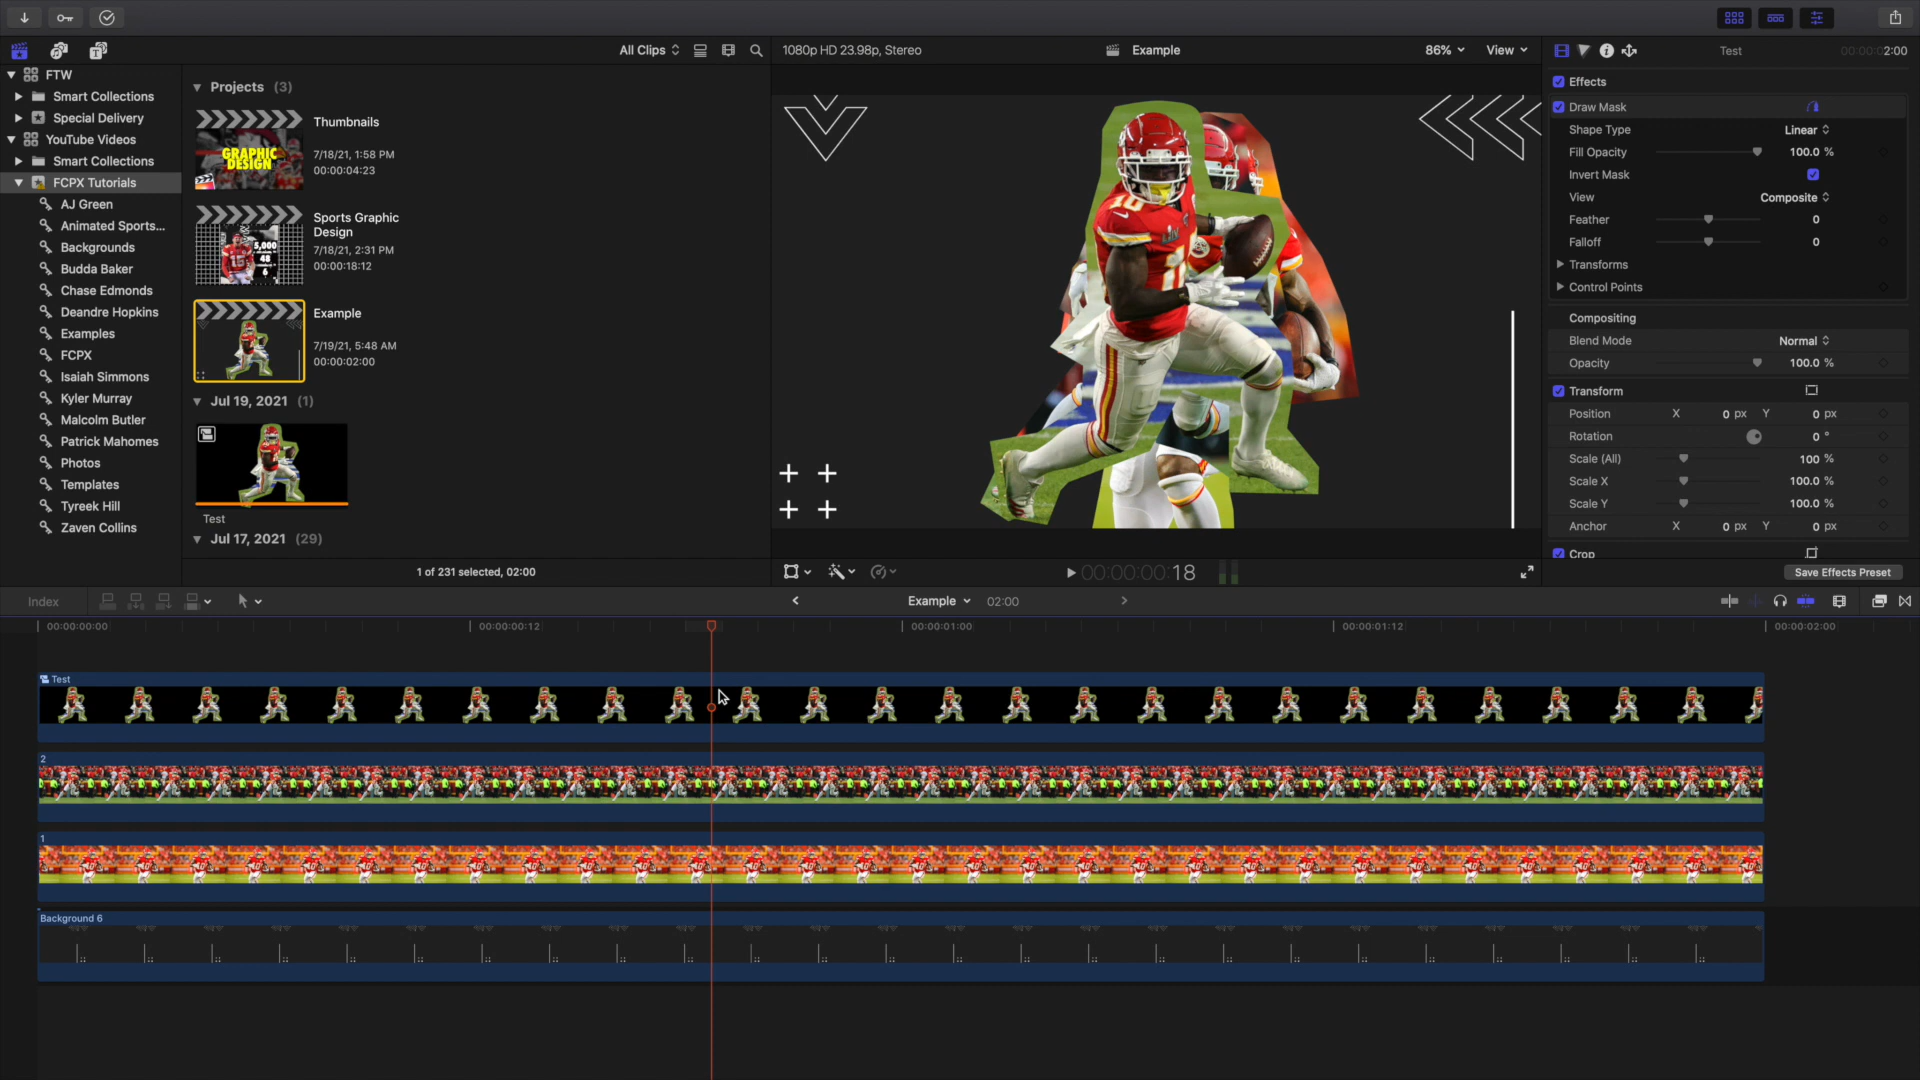 All Clips
1080p HD 23.98p, Stereo
Example
86%
View
Test
00:00:02:00
FTW
Smart Collections
Special Delivery
YouTube Videos
Smart Collections
FCPX Tutorials
AJ Green
Animated Sports...
Backgrounds
Budda Baker
Chase Edmonds
Deandre Hopkins
Examples
FCPX
Isaiah Simmons
Kyler Murray
Malcolm Butler
Patrick Mahomes
Photos
Templates
Tyreek Hill
Zaven Collins
Projects (3)
GRAPHIC
DESIGN
Thumbnails
7/18/21, 1:58 PM
00:00:04:23
5,000
48
6
Sports Graphic
Design
7/18/21, 2:31 PM
00:00:18:12
Example
7/19/21, 5:48 AM
00:00:02:00
Jul 19, 2021 (1)
Test
Jul 17, 2021 (29)
1 of 231 selected, 02:00
LIV
00:00:00:18
Effects
Draw Mask
Shape Type Linear
Fill Opacity 100.0 %
Invert Mask
View Composite
Feather 0
Falloff 0
Transforms
Control Points
Compositing
Blend Mode Normal
Opacity 100.0 %
Transform
Position X 0 px Y 0 px
Rotation 0 °
Scale (All) 100 %
Scale X 100.0 %
Scale Y 100.0 %
Anchor X 0 px Y 0 px
Crop
Save Effects Preset
Index
Example
02:00
00:00:00:00
00:00:00:12
00:00:01:00
00:00:01:12
00:00:02:00
Test
2
1
Background 6